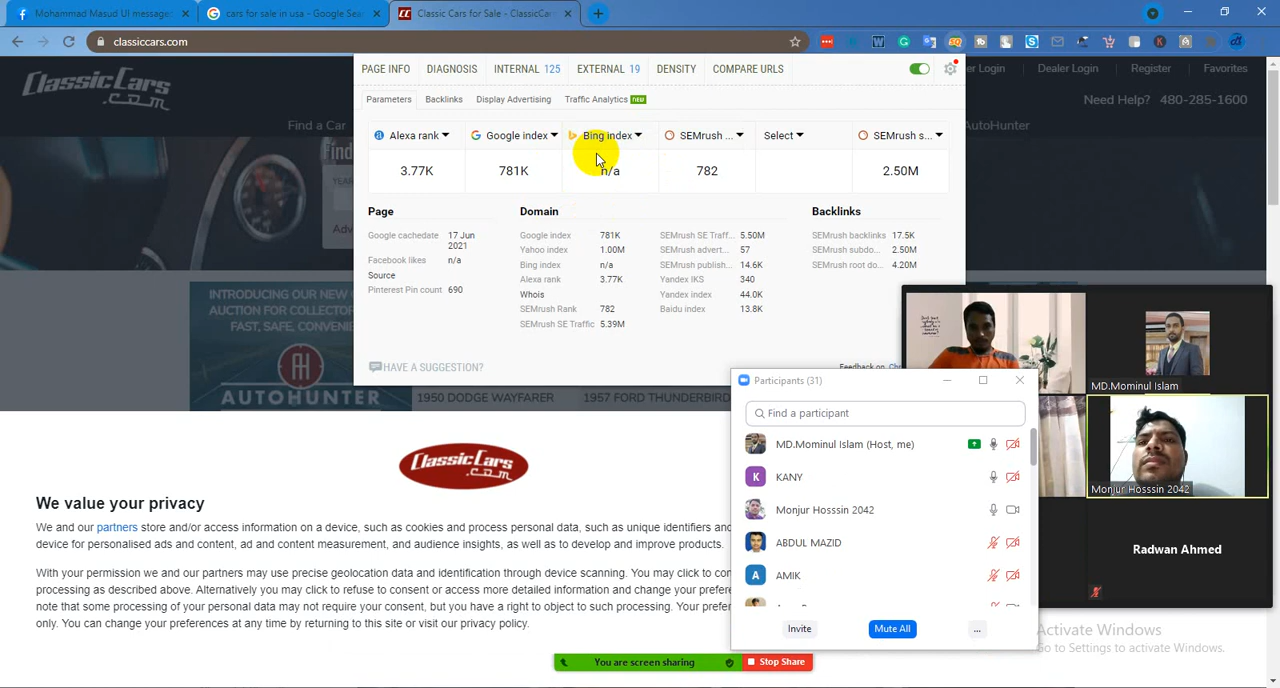 Mohammad Masud Ul message
cars for sale in usa - Google Sea
Classic Cars for Sale - ClassicCar
classiccars.com
ClassicCars
.com
er Login
Dealer Login
Register
Favorites
Need Help? 480-285-1600
Find a Car
AutoHunter
Find
YEAR
Adv
PAGE INFO
DIAGNOSIS
INTERNAL 125
EXTERNAL 19
DENSITY
COMPARE URLS
Parameters
Backlinks
Display Advertising
Traffic Analytics NEW
Alexa rank
Google index
Bing index
SEMrush ...
Select
SEMrush s...
3.77K
781K
n/a
782
2.50M
Page
Google cachedate 17 Jun
2021
Facebook likes n/a
Source
Pinterest Pin count 690
Domain
Google index 781K
Yahoo index 1.00M
Bing index n/a
Alexa rank 3.77K
Whois
SEMrush Rank 782
SEMrush SE Traffic 5.39M
SEMrush SE Traff... 5.50M
SEMrush advert... 57
SEMrush publish... 14.6K
Yandex IKS 340
Yandex index 44.0K
Baidu index 13.8K
Backlinks
SEMrush backlinks 17.5K
SEMrush subdo... 2.50M
SEMrush root do... 4.20M
HAVE A SUGGESTION?
Feedback on Chr
INTRODUCING OUR NEW
AUCTION FOR COLLECTOR
FAST, SAFE, CONVENIE
AH
AUTOHUNTER
1950 DODGE WAYFARER
1957 FORD THUNDERBIRD
ClassicCars
.com
We value your privacy
We and our partners store and/or access information on a device, such as cookies and process personal data, such as unique identifiers and
device for personalised ads and content, ad and content measurement, and audience insights, as well as to develop and improve products.
With your permission we and our partners may use precise geolocation data and identification through device scanning. You may click to con
processing as described above. Alternatively you may click to refuse to consent or access more detailed information and change your prefere
note that some processing of your personal data may not require your consent, but you have a right to object to such processing. Your prefer
only. You can change your preferences at any time by returning to this site or visit our privacy policy.
Participants (31)
Find a participant
MD.Mominul Islam (Host, me)
K
KANY
Monjur Hosssin 2042
ABDUL MAZID
A
AMIK
Invite
Mute All
...
MD.Mominul Islam
Monjur Hosssin 2042
Radwan Ahmed
You are screen sharing
Stop Share
Activate Windows
Go to Settings to activate Windows.